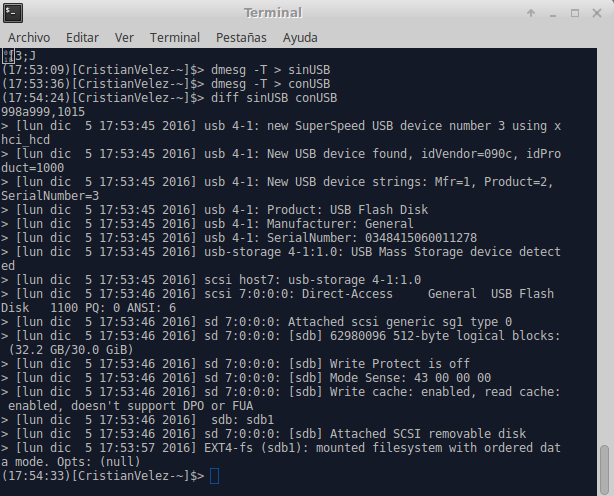 Terminal
Archivo Editar Ver Terminal Pestañas Ayuda
3;J
(17:53:09)[CristianVelez-~]$> dmesg -T > sinUSB
(17:53:36)[CristianVelez-~]$> dmesg -T > conUSB
(17:54:24)[CristianVelez-~]$> diff sinUSB conUSB
998a999,1015
> [lun dic  5 17:53:45 2016] usb 4-1: new SuperSpeed USB device number 3 using x
hci_hcd
> [lun dic  5 17:53:45 2016] usb 4-1: New USB device found, idVendor=090c, idPro
duct=1000
> [lun dic  5 17:53:45 2016] usb 4-1: New USB device strings: Mfr=1, Product=2, 
SerialNumber=3
> [lun dic  5 17:53:45 2016] usb 4-1: Product: USB Flash Disk
> [lun dic  5 17:53:45 2016] usb 4-1: Manufacturer: General
> [lun dic  5 17:53:45 2016] usb 4-1: SerialNumber: 0348415060011278
> [lun dic  5 17:53:45 2016] usb-storage 4-1:1.0: USB Mass Storage device detect
ed
> [lun dic  5 17:53:45 2016] scsi host7: usb-storage 4-1:1.0
> [lun dic  5 17:53:46 2016] scsi 7:0:0:0: Direct-Access     General  USB Flash 
Disk   1100 PQ: 0 ANSI: 6
> [lun dic  5 17:53:46 2016] sd 7:0:0:0: Attached scsi generic sg1 type 0
> [lun dic  5 17:53:46 2016] sd 7:0:0:0: [sdb] 62980096 512-byte logical blocks:
 (32.2 GB/30.0 GiB)
> [lun dic  5 17:53:46 2016] sd 7:0:0:0: [sdb] Write Protect is off
> [lun dic  5 17:53:46 2016] sd 7:0:0:0: [sdb] Mode Sense: 43 00 00 00
> [lun dic  5 17:53:46 2016] sd 7:0:0:0: [sdb] Write cache: enabled, read cache:
 enabled, doesn't support DPO or FUA
> [lun dic  5 17:53:46 2016]  sdb: sdb1
> [lun dic  5 17:53:46 2016] sd 7:0:0:0: [sdb] Attached SCSI removable disk
> [lun dic  5 17:53:57 2016] EXT4-fs (sdb1): mounted filesystem with ordered dat
a mode. Opts: (null)
(17:54:33)[CristianVelez-~]$>